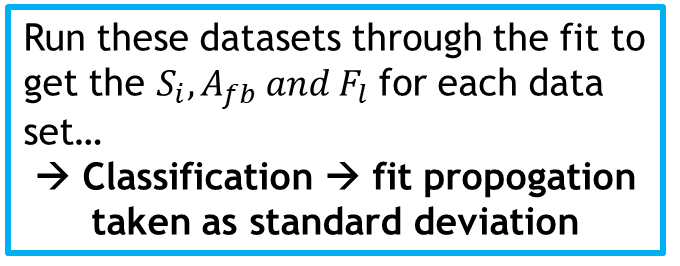 Run these datasets through the fit to
get the Sᵢ, A_fb and Fₗ for each data
set...
→ Classification → fit propogation
taken as standard deviation